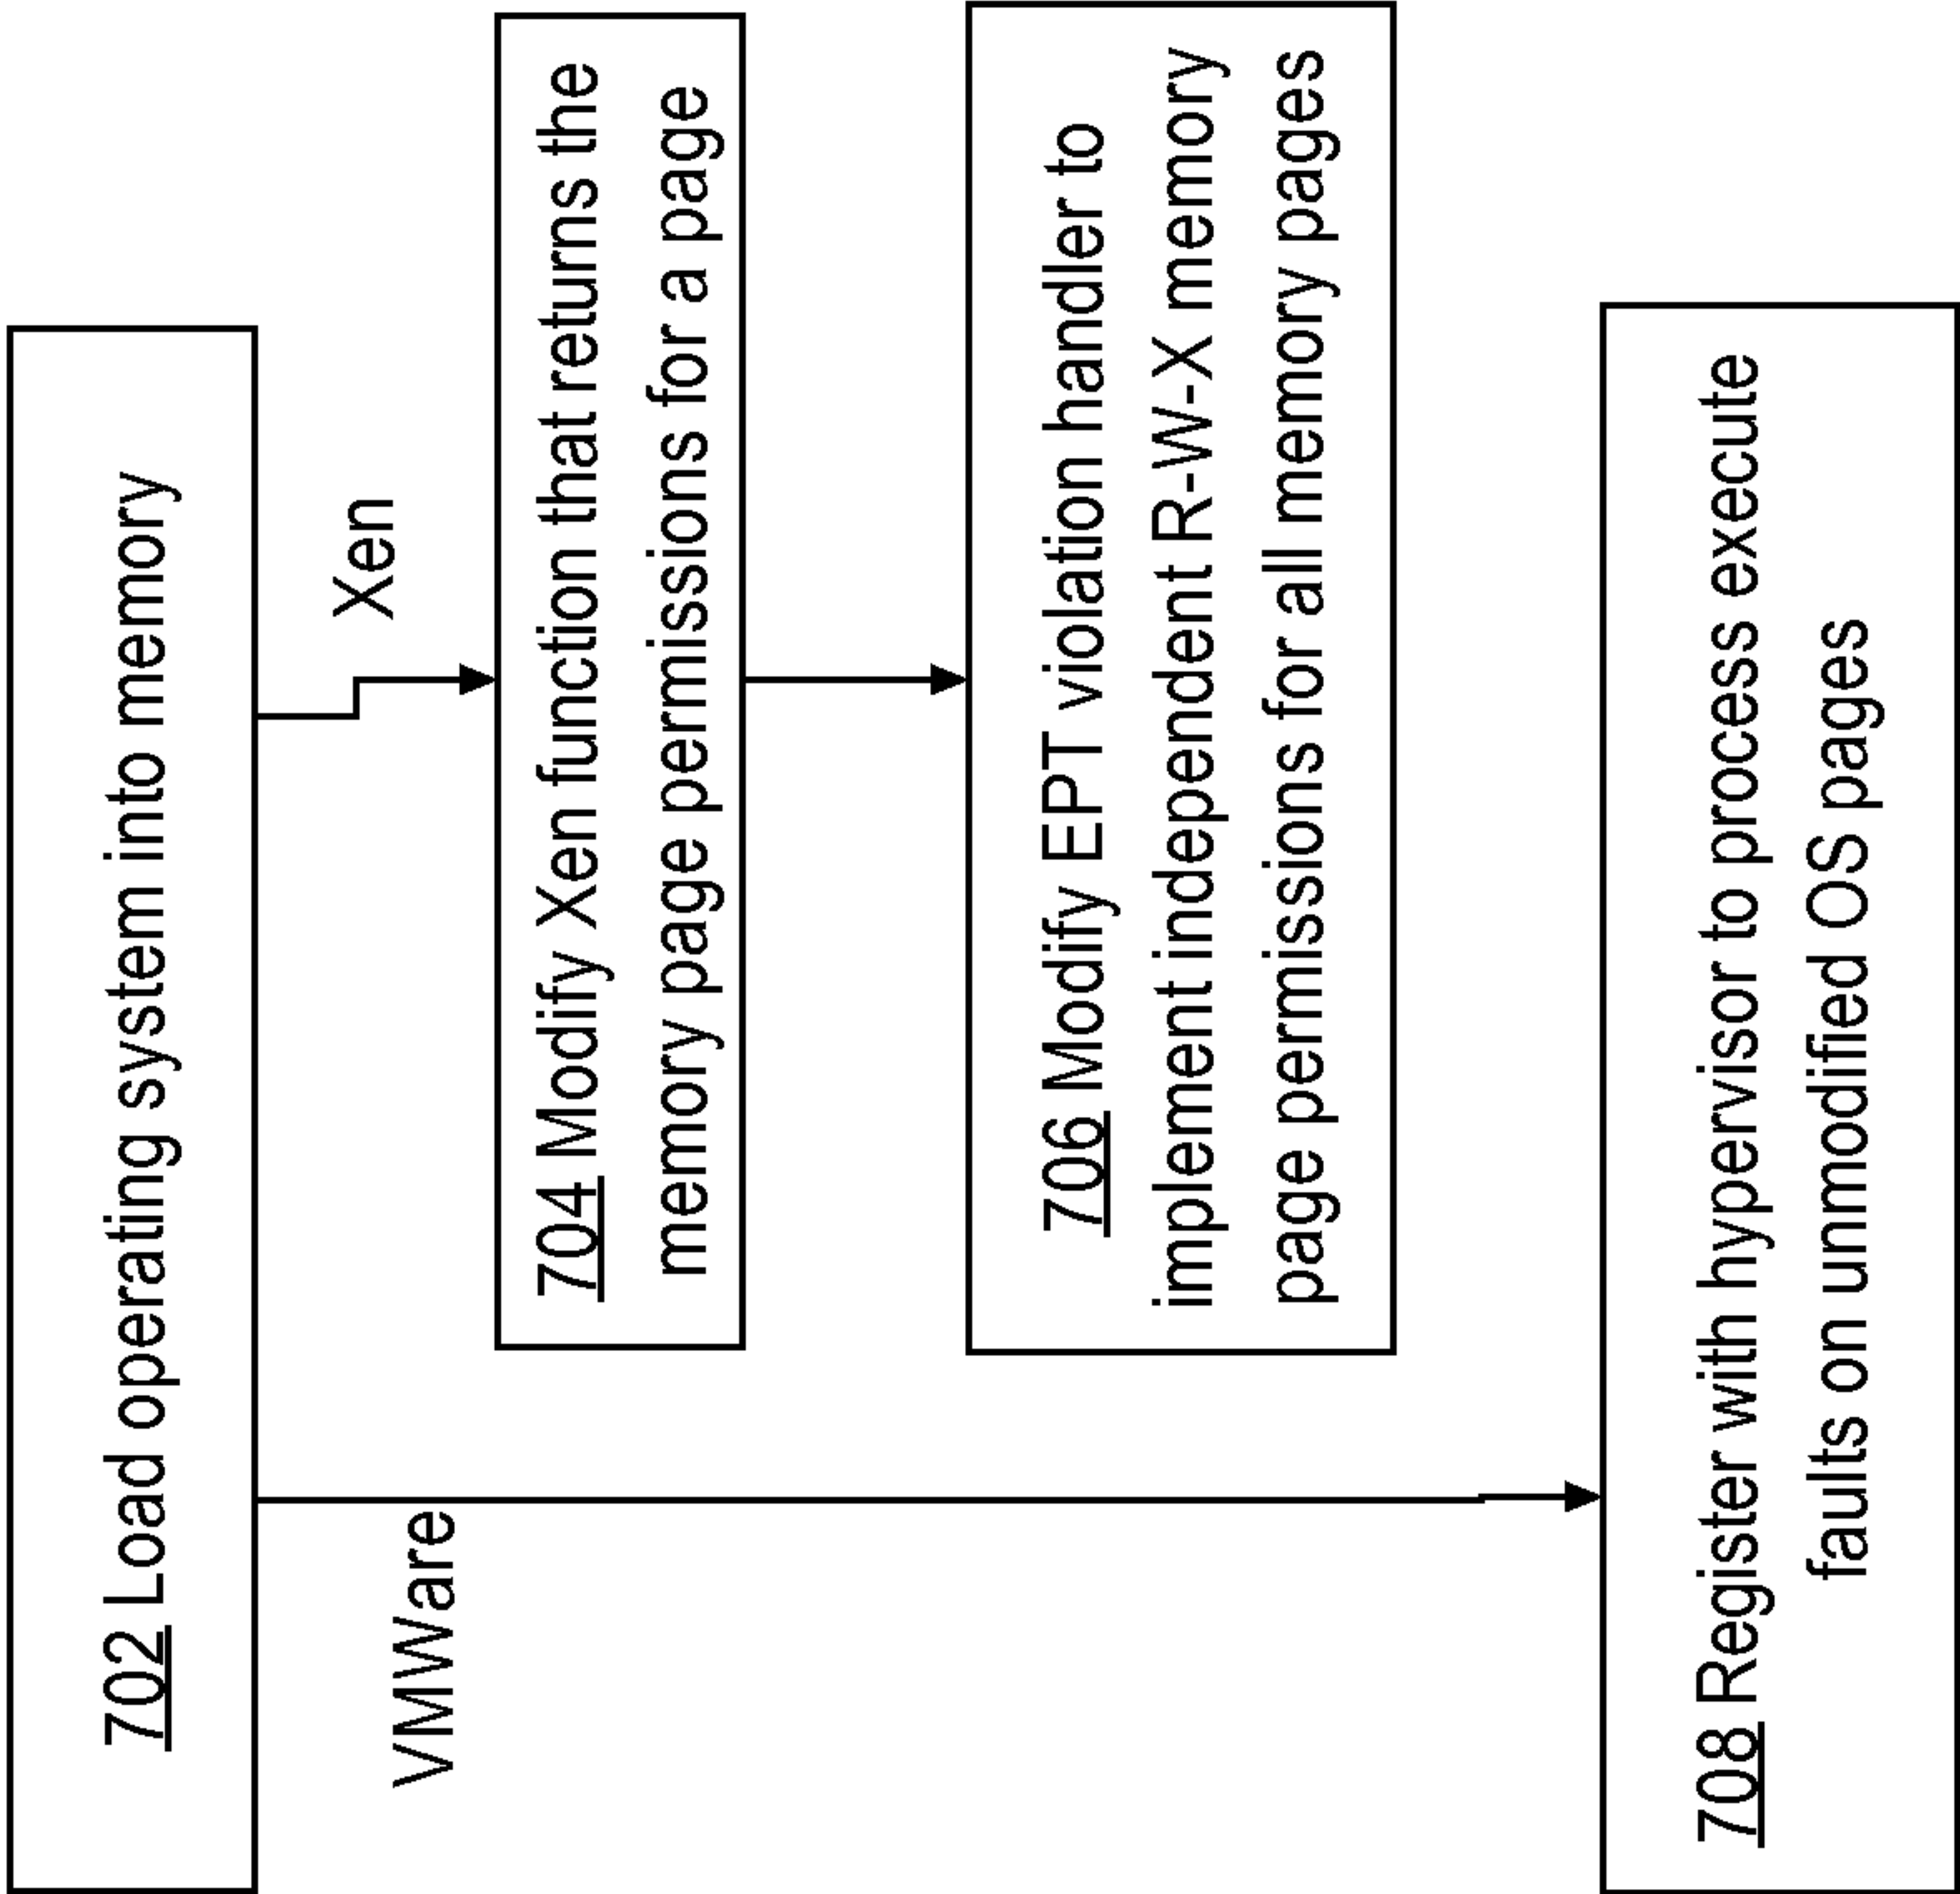 702 Load operating system into memory
VMWare
Xen
704 Modify Xen function that returns the
memory page permissions for a page
706 Modify EPT violation handler to
implement independent R-W-X memory
page permissions for all memory pages
708 Register with hypervisor to process execute
faults on unmodified OS pages